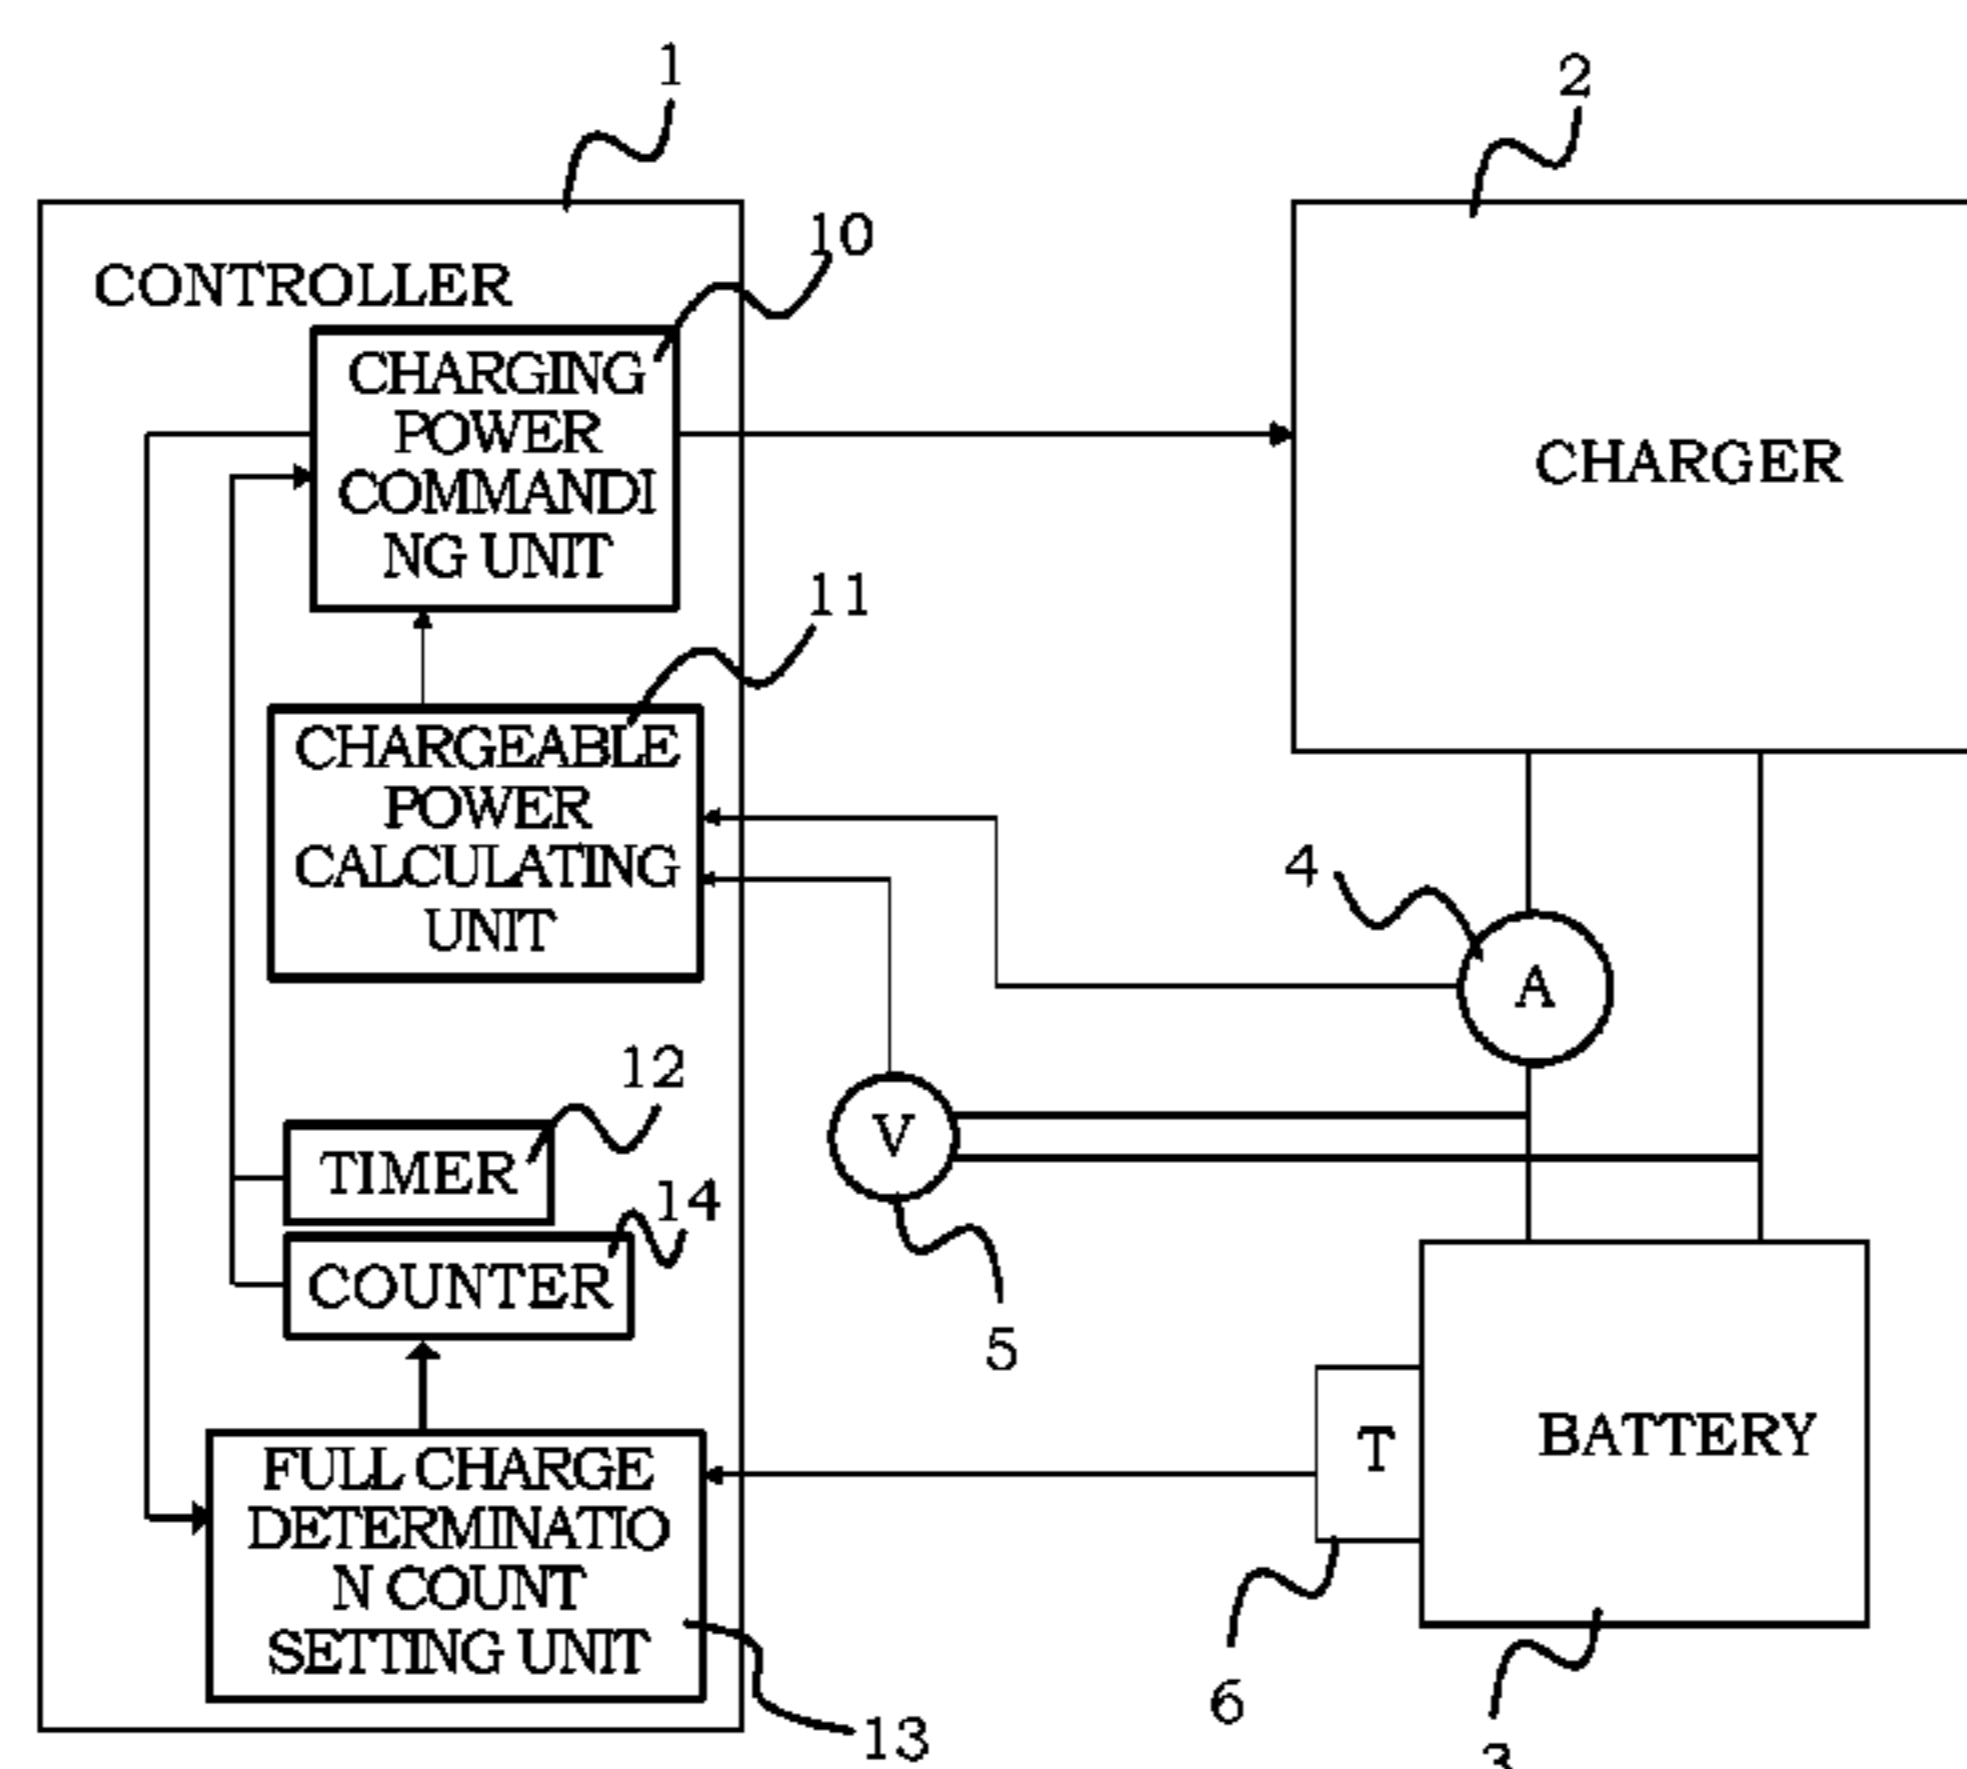 1
2
10
CONTROLLER
CHARGING
POWER
COMMANDI
NG UNIT
CHARGER
11
CHARGEABLE
POWER
CALCULATING
UNIT
4
A
12
V
TIMER
14
COUNTER
5
T
BATTERY
FULL CHARGE
DETERMINATIO
N COUNT
SETTING UNIT
6
13
3